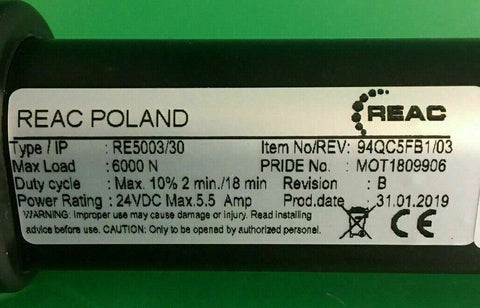 REAC POLAND REAC
Type / IP : RE5003/30 Item No/REV: 94QC5FB1/03
Max Load : 6000 N PRIDE No. : MOT1809906
Duty cycle : Max. 10% 2 min./18 min Revision : B
Power Rating : 24VDC Max.5.5 Amp Prod.date : 31.01.2019
WARNING: Improper use may cause damage or injury. Read installing
advice before use. CAUTION: Only to be opened by authorized personel. CE